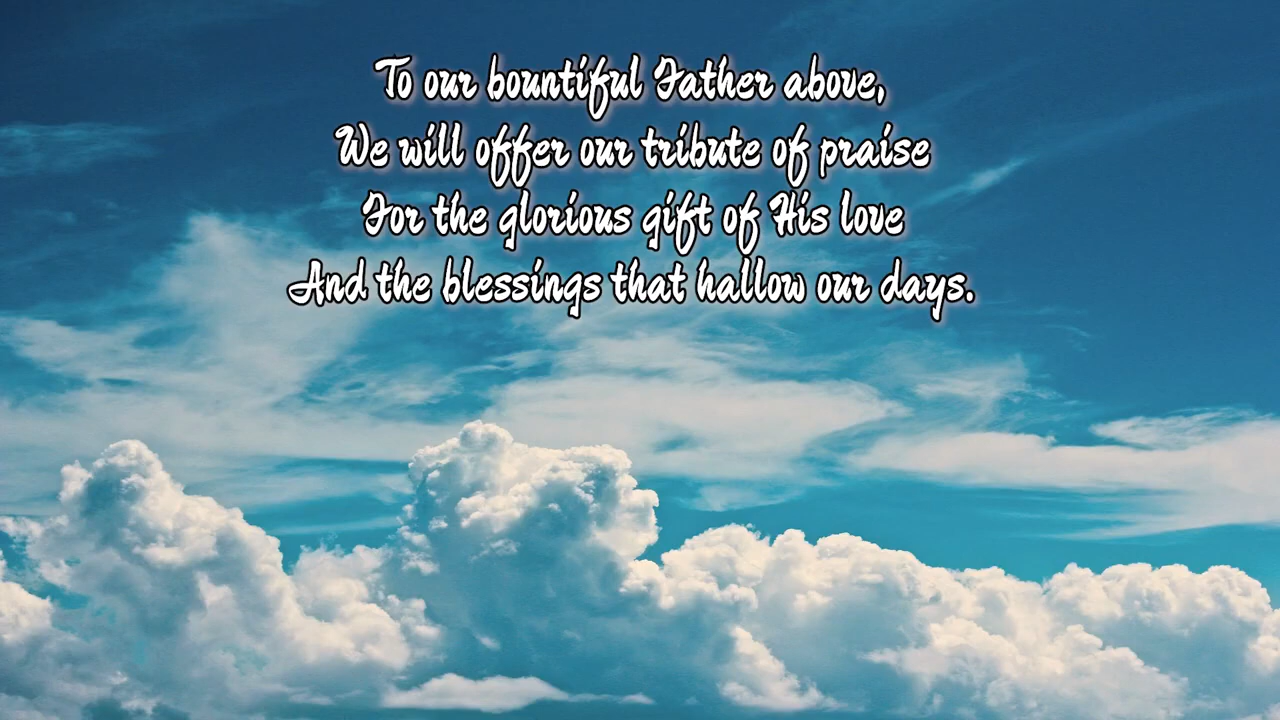 To our bountiful Father above,
We will offer our tribute of praise
For the glorious gift of His love
And the blessings that hallow our days.